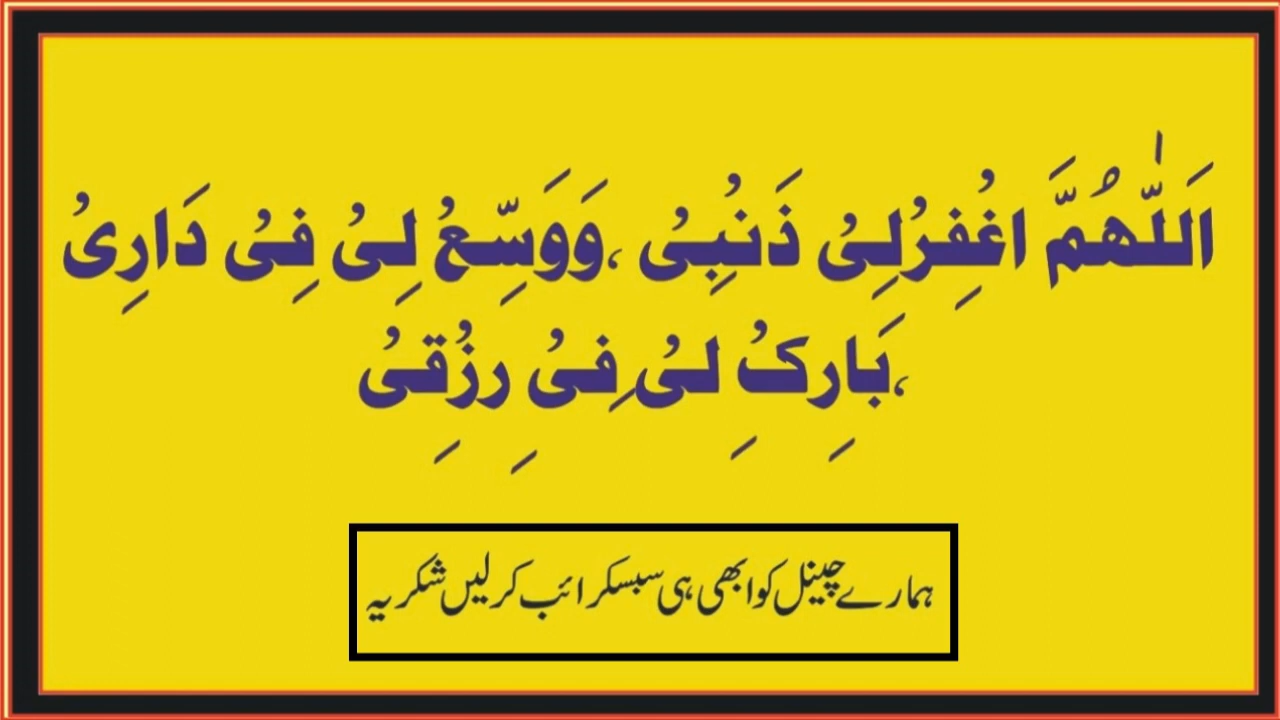 اَللّٰهُمَّ اغْفِرْلِیْ ذَنْبِیْ ،وَوَسِّعْ لِیْ فِیْ دَارِیْ
،بَارِکْ لِیْ فِیْ رِزْقِیْ
ہمارے چینل کو ابھی ہی سبسکرائب کر لیں شکریہ